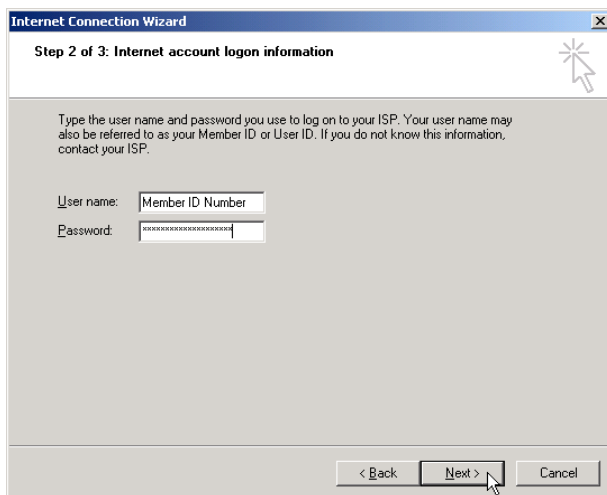 Internet Connection Wizard
Step 2 of 3: Internet account logon information
Type the user name and password you use to log on to your ISP. Your user name may
also be referred to as your Member ID or User ID. If you do not know this information,
contact your ISP.
User name: Member ID Number
Password: ********************
< Back Next > Cancel